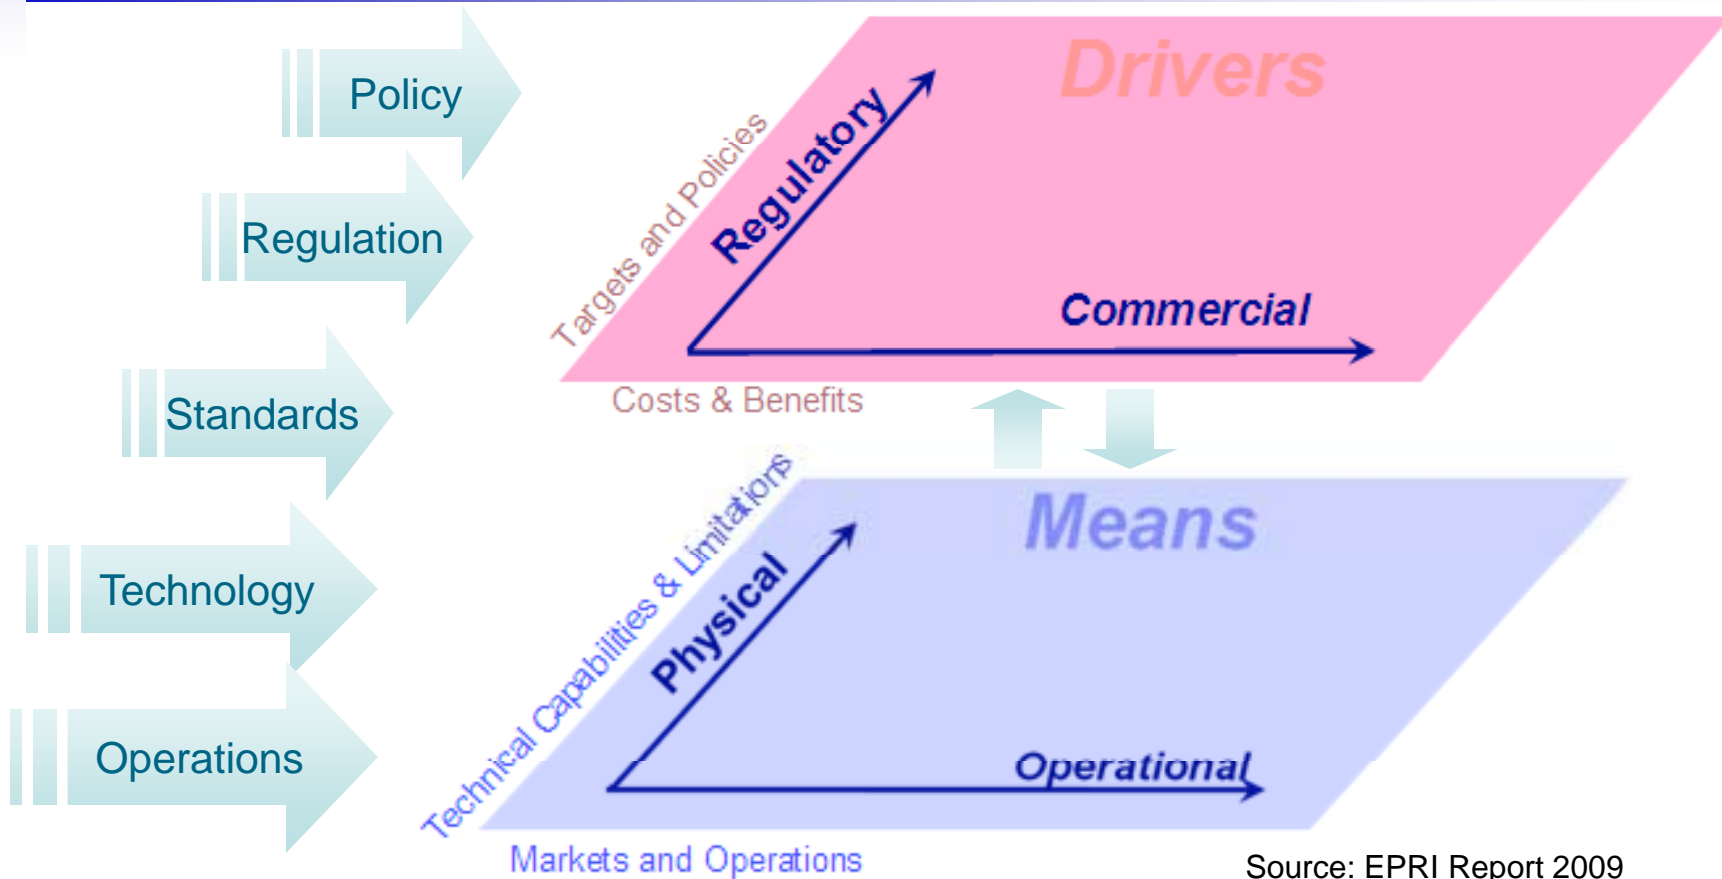 Policy
Regulation
Standards
Technology
Operations
Drivers
Regulatory
Targets and Policies
Commercial
Costs & Benefits
Means
Physical
Technical Capabilities & Limitations
Operational
Markets and Operations
Source: EPRI Report 2009